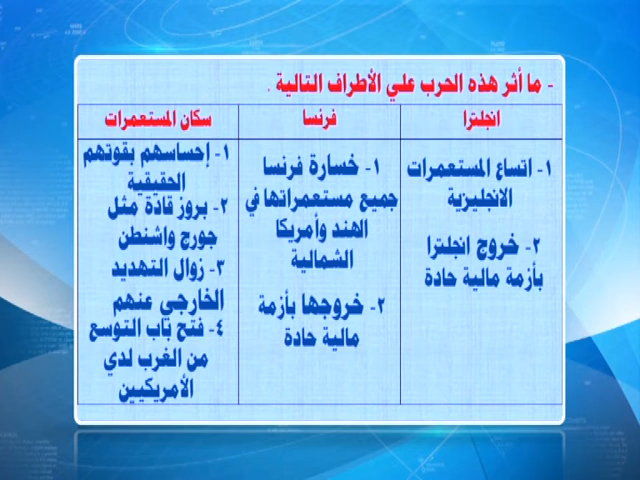 - ما أثر هذه الحرب علي الأطراف التالية .
انجلترا
فرنسا
سكان المستعمرات
١- اتساع المستعمرات
الانجليزية
٢- خروج انجلترا
بأزمة مالية حادة
١- خسارة فرنسا
جميع مستعمراتها في
الهند وأمريكا
الشمالية
٢- خروجها بأزمة
مالية حادة
١- إحساسهم بقوتهم
الحقيقية
٢- بروز قادة مثل
جورج واشنطن
٣- زوال التهديد
الخارجي عنهم
٤- فتح باب التوسع
من الغرب لدي
الأمريكيين